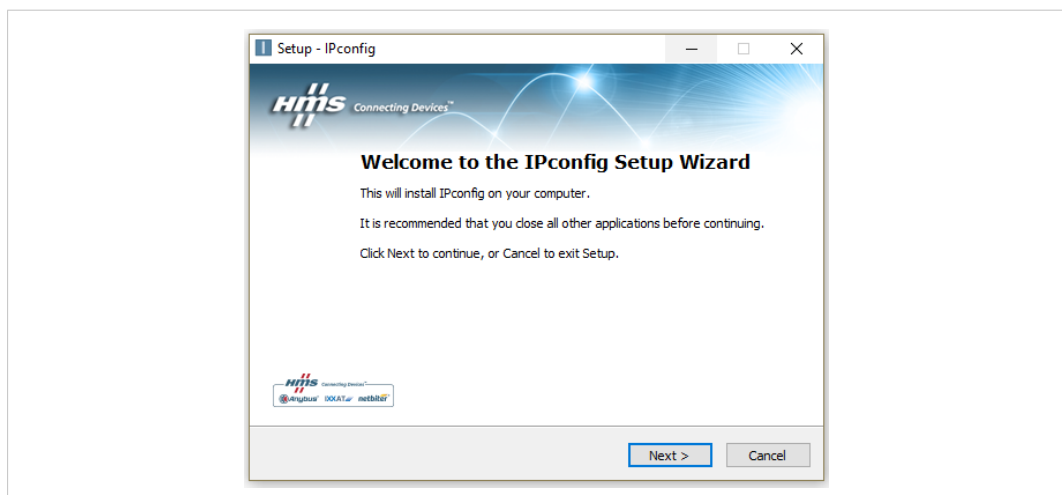 Setup - IPconfig
HMS Connecting Devices™
Welcome to the IPconfig Setup Wizard
This will install IPconfig on your computer.
It is recommended that you close all other applications before continuing.
Click Next to continue, or Cancel to exit Setup.
HMS Connecting Devices™
Anybus® IXXAT netbiter®
Next > Cancel